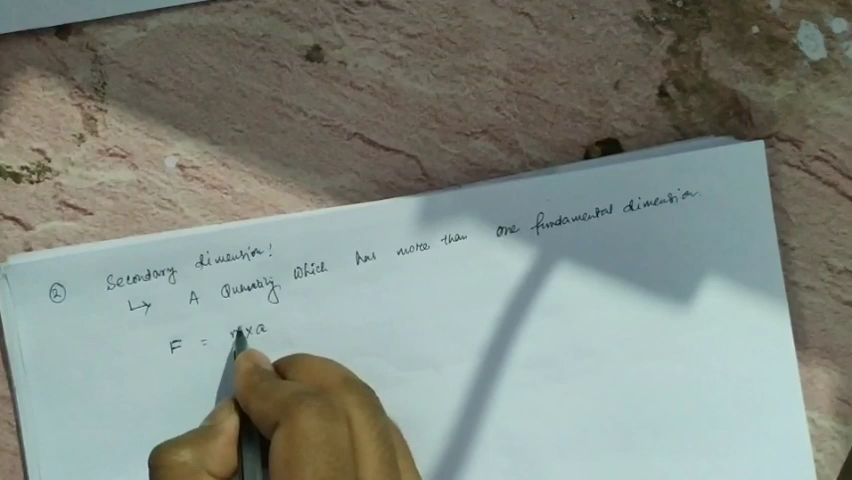 ② Secondary dimension!
↳ A Quantity which has more than one fundamental dimension.
F = m×a